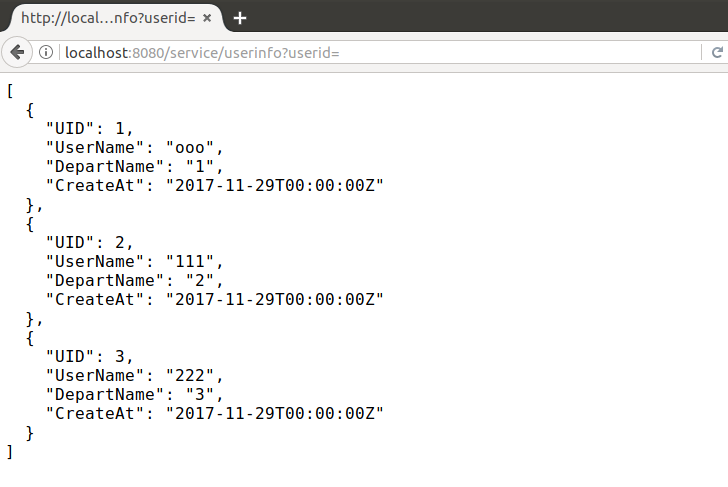 http://local...nfo?userid=
localhost:8080/service/userinfo?userid=
[
  {
    "UID": 1,
    "UserName": "ooo",
    "DepartName": "1",
    "CreateAt": "2017-11-29T00:00:00Z"
  },
  {
    "UID": 2,
    "UserName": "111",
    "DepartName": "2",
    "CreateAt": "2017-11-29T00:00:00Z"
  },
  {
    "UID": 3,
    "UserName": "222",
    "DepartName": "3",
    "CreateAt": "2017-11-29T00:00:00Z"
  }
]